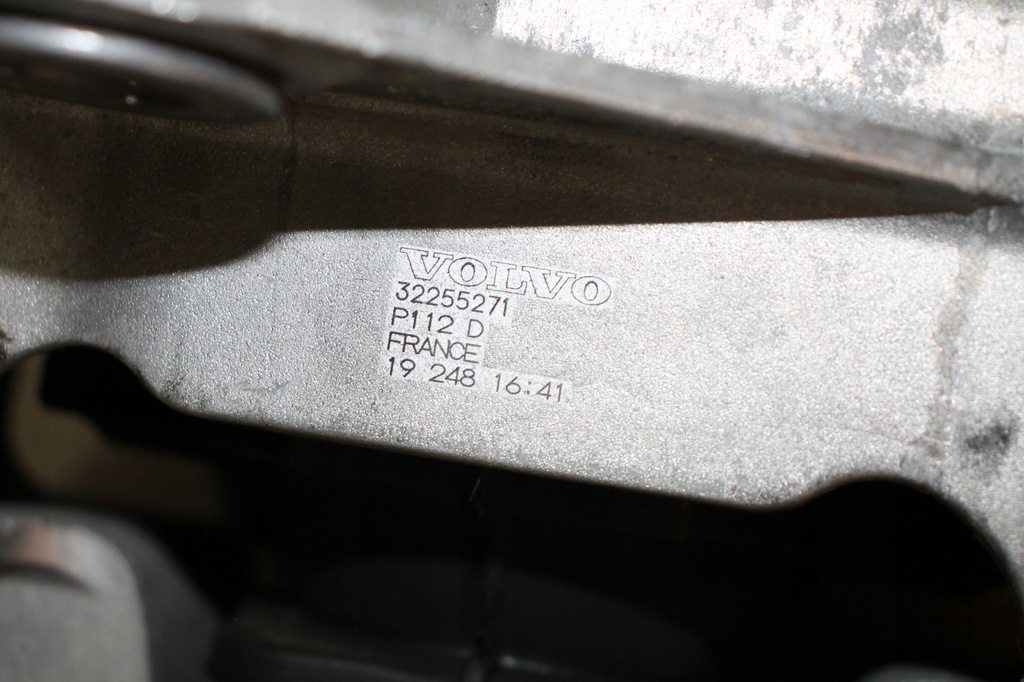 VOLVO
32255271
P112 D
FRANCE
19 248 16:41